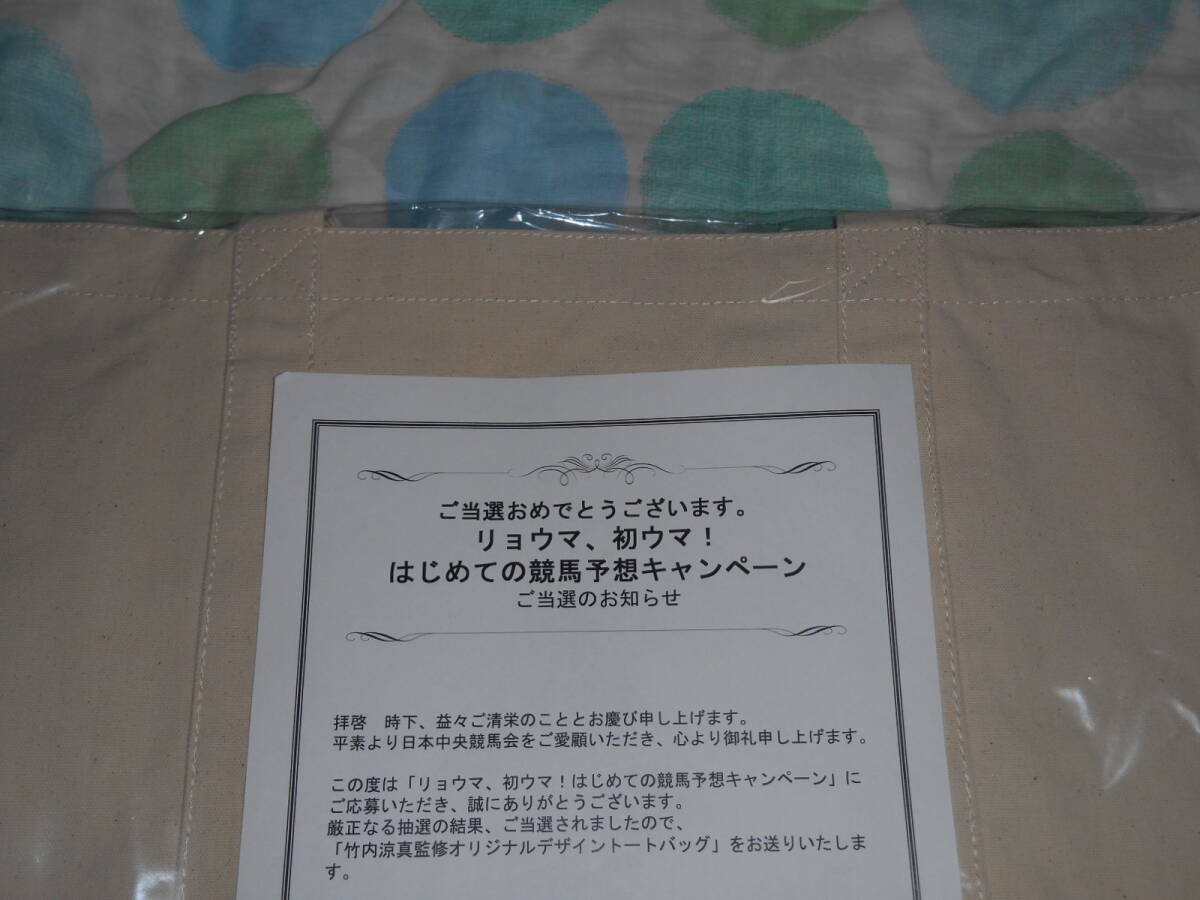 ご当選おめでとうございます。
リョウマ、初ウマ！
はじめての競馬予想キャンペーン
ご当選のお知らせ
拝啓　時下、益々ご清栄のこととお慶び申し上げます。
平素より日本中央競馬会をご愛願いただき、心より御礼申し上げます。
この度は「リョウマ、初ウマ！はじめての競馬予想キャンペーン」に
ご応募いただき、誠にありがとうございます。
厳正なる抽選の結果、ご当選されましたので、
「竹内涼真監修オリジナルデザイントートバッグ」をお送りいたしま
す。